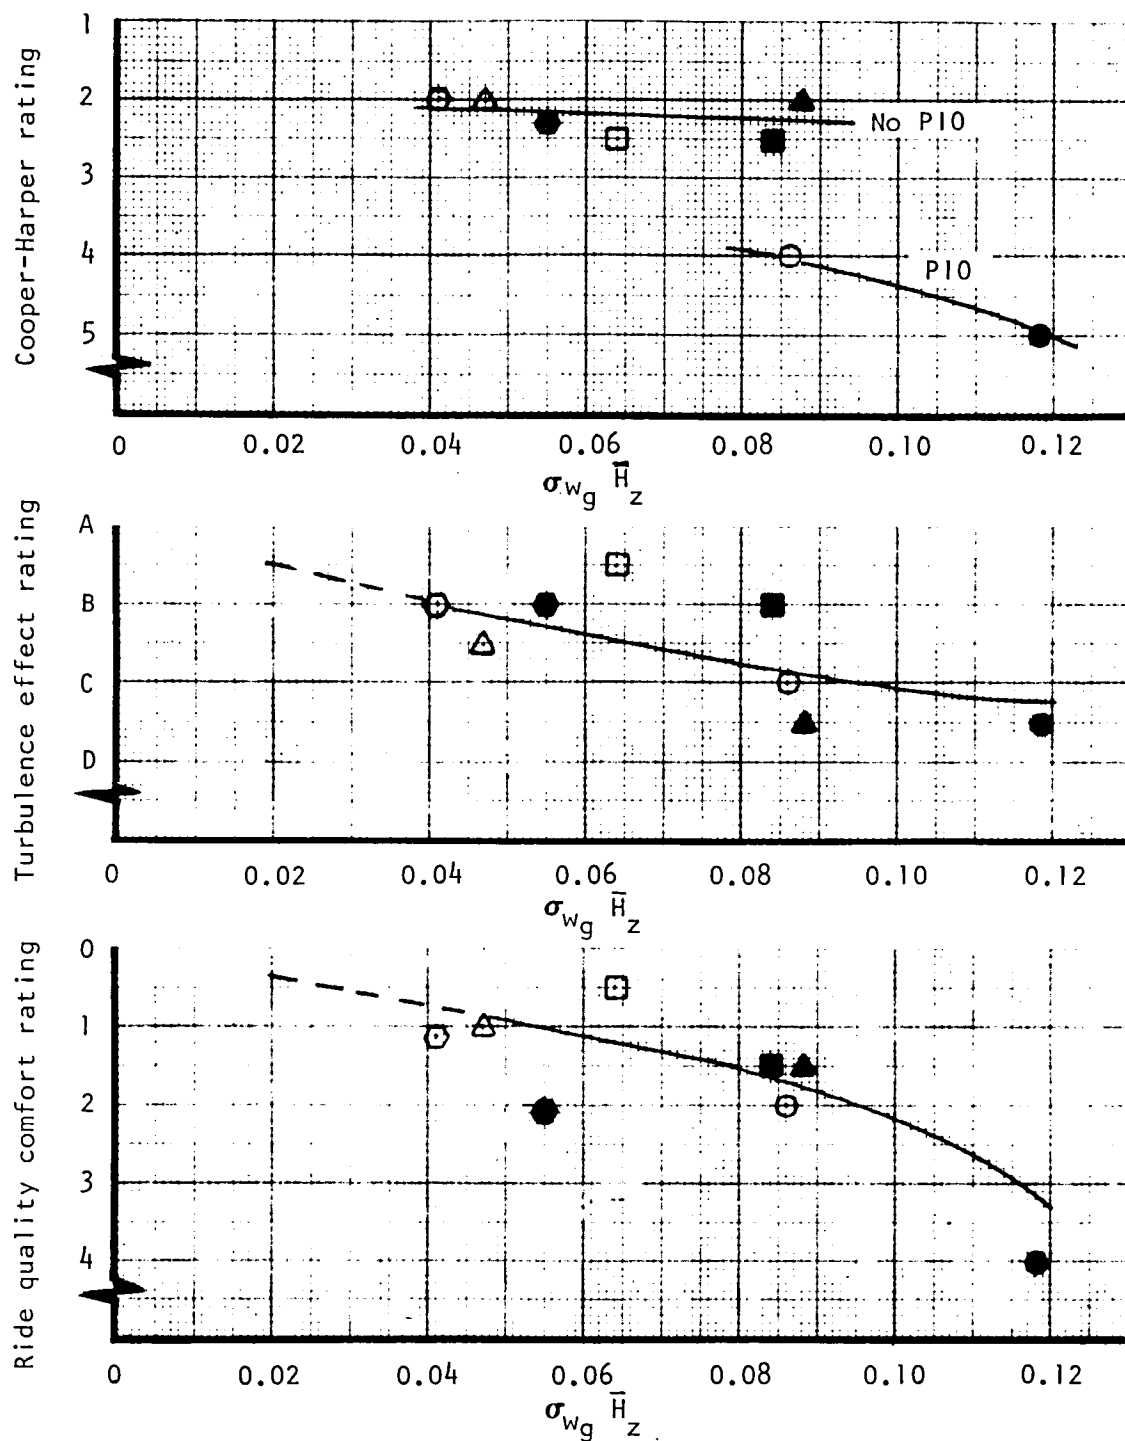 Cooper-Harper rating
1
2
3
4
5
No PIO
PIO
0 0.04 0.06 0.08 0.10 0.12
σwg H̄z
Turbulence effect rating
A
B
C
D
0 0.02 0.04 0.06 0.08 0.10 0.12
σwg H̄z
Ride quality comfort rating
0
1
2
3
4
0 0.02 0.04 0.06 0.08 0.10 0.12
σwg H̄z